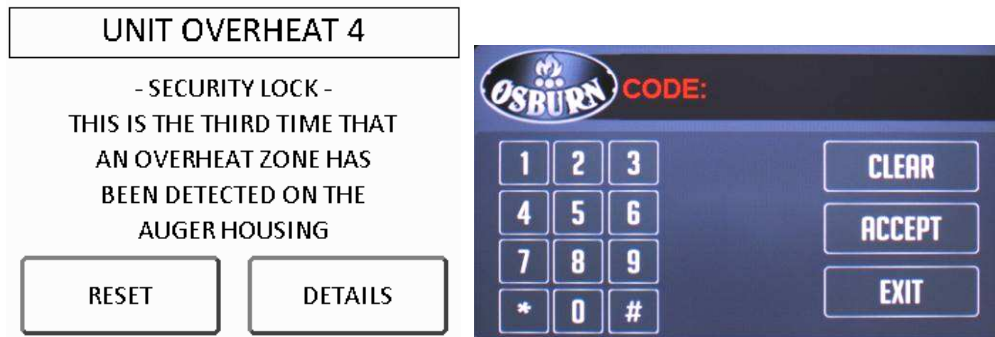 UNIT OVERHEAT 4
- SECURITY LOCK -
THIS IS THE THIRD TIME THAT
AN OVERHEAT ZONE HAS
BEEN DETECTED ON THE
AUGER HOUSING
RESET DETAILS
OSBURN CODE:
1 2 3
CLEAR
4 5 6
ACCEPT
7 8 9
EXIT
* 0 #